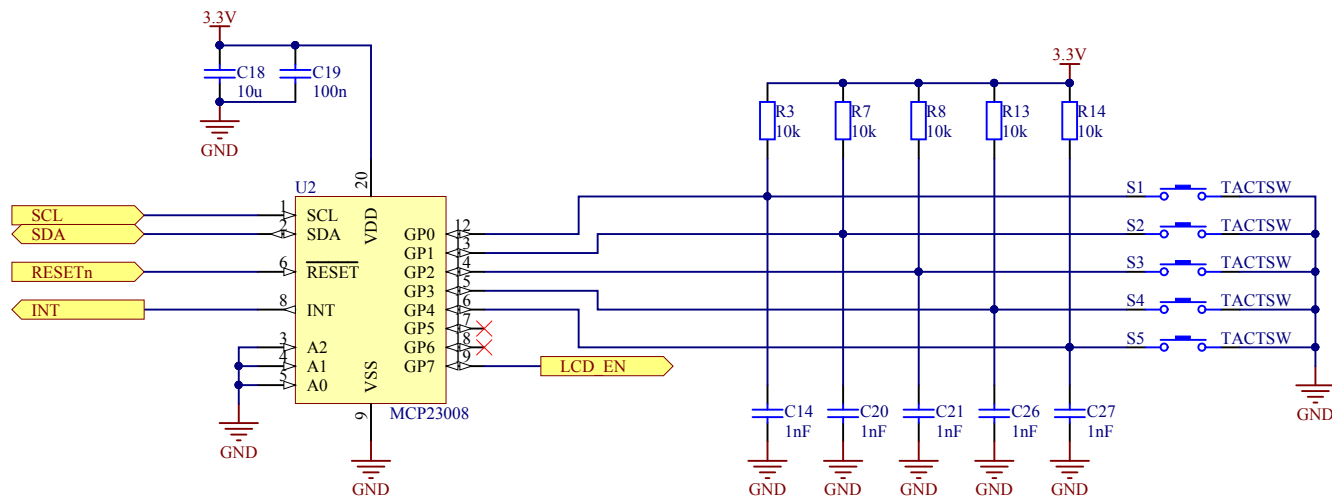 3.3V
C18
10u
C19
100n
GND
3.3V
R3
10k
R7
10k
R8
10k
R13
10k
R14
10k
U2
20
VDD
SCL
1
SCL
SDA
2
SDA
RESETn
6
RESET
INT
8
INT
3
A2
4
A1
5
A0
VSS
9
MCP23008
GND
GND
GP0
12
GP1
3
GP2
4
GP3
5
GP4
6
GP5
7
GP6
8
GP7
9
LCD_EN
S1
TACTSW
S2
TACTSW
S3
TACTSW
S4
TACTSW
S5
TACTSW
GND
C14
1nF
C20
1nF
C21
1nF
C26
1nF
C27
1nF
GND
GND
GND
GND
GND